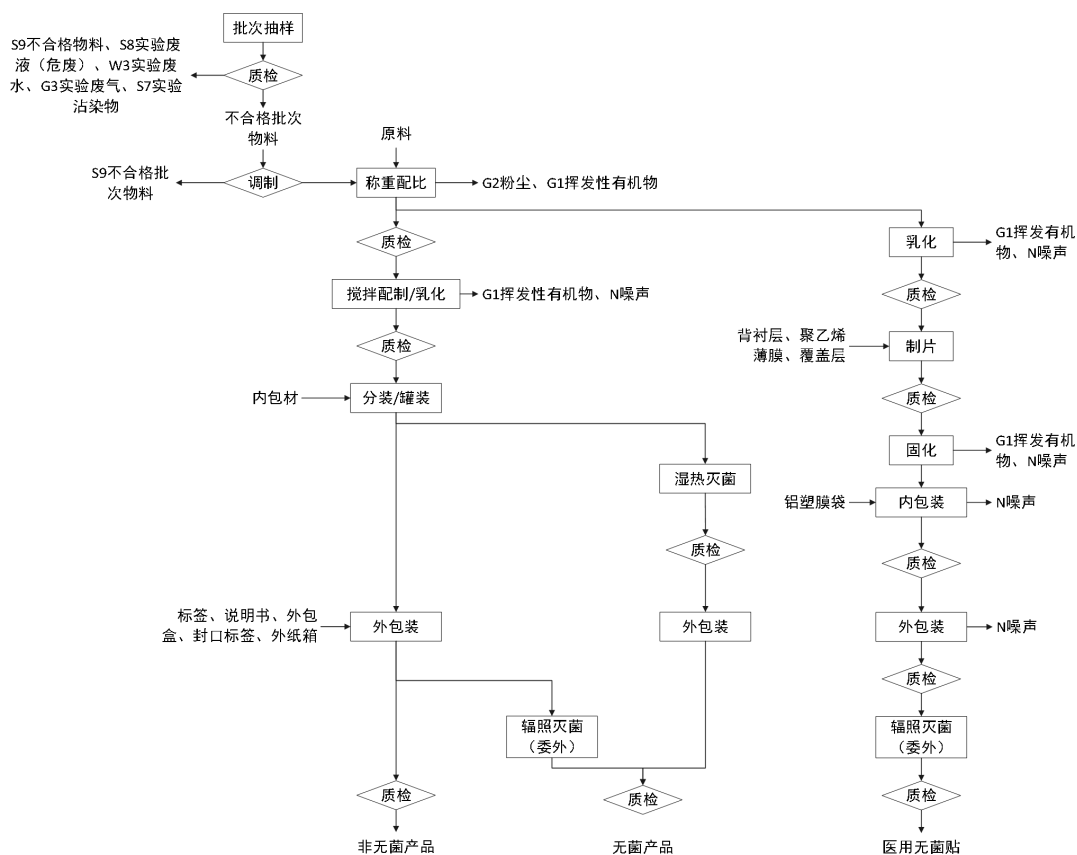 批次抽样
S9不合格物料、S8实验废
液（危废）、W3实验废
水、G3实验废气、S7实验
沾染物
质检
不合格批次
物料
原料
S9不合格批
次物料
调制
称重配比
G2粉尘、G1挥发性有机物
质检
乳化
G1挥发有机
物、N噪声
搅拌配制/乳化
G1挥发性有机物、N噪声
质检
质检
背衬层、聚乙烯
薄膜、覆盖层
制片
内包材
分装/罐装
质检
固化
G1挥发有机
物、N噪声
湿热灭菌
铝塑膜袋
内包装
N噪声
质检
质检
标签、说明书、外包
盒、封口标签、外纸箱
外包装
外包装
外包装
N噪声
质检
辐照灭菌
（委外）
辐照灭菌
（委外）
质检
质检
质检
非无菌产品
无菌产品
医用无菌贴